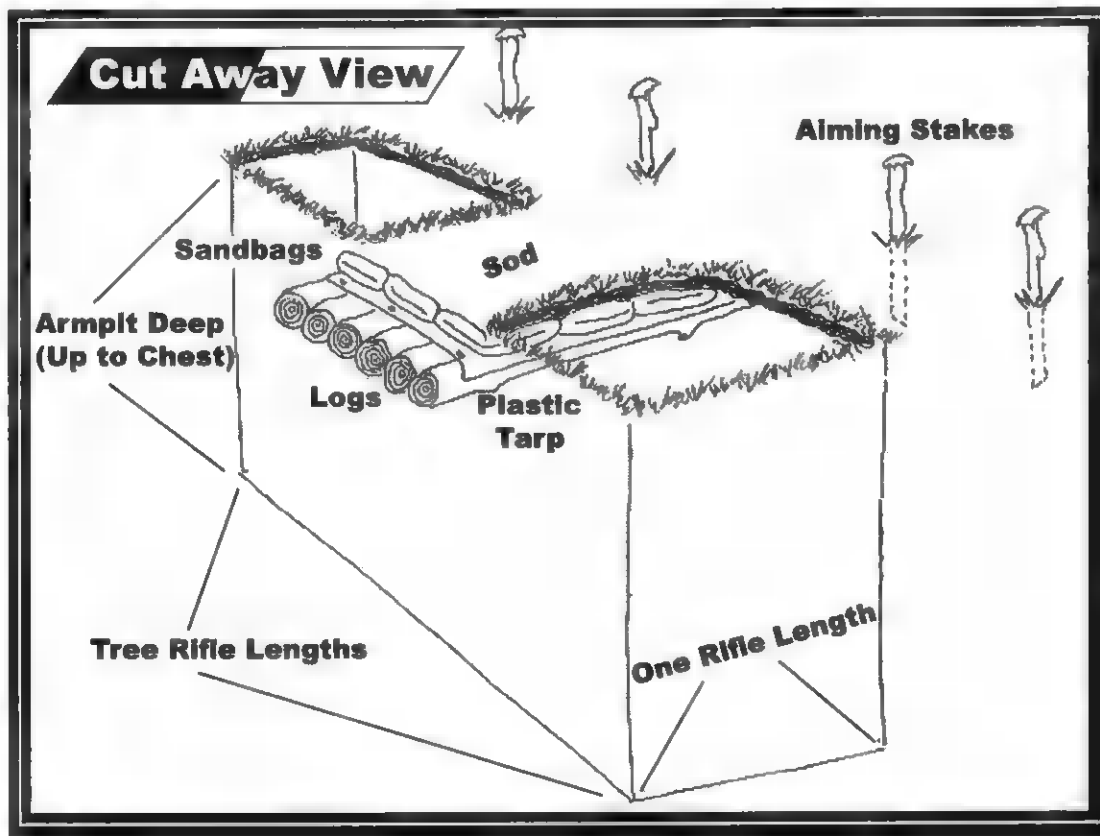 Cut Away View
Aiming Stakes
Sandbags
Sod
Armpit Deep
(Up to Chest)
Logs
Plastic
Tarp
Tree Rifle Lengths
One Rifle Length